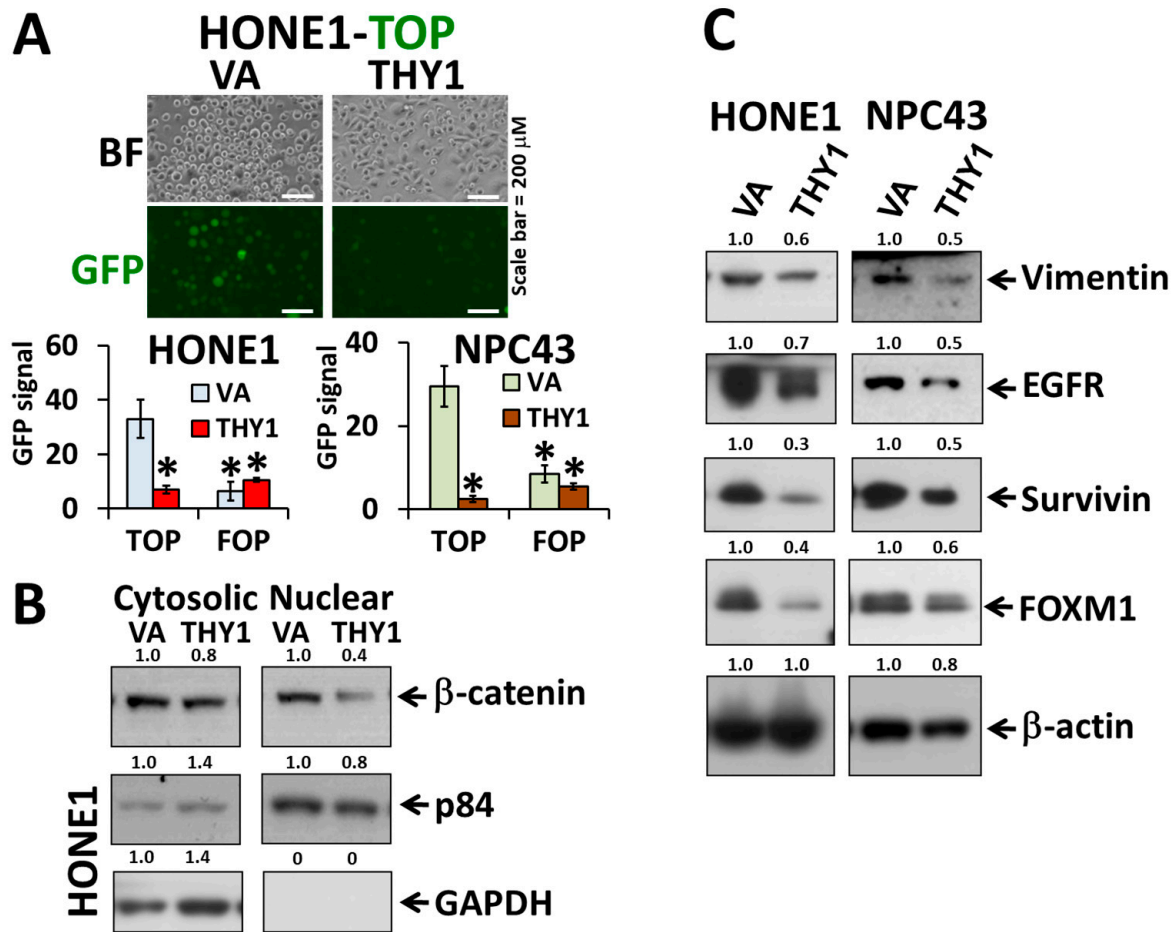 A
HONE1-TOP
VA THY1
BF
GFP
Scale bar = 200 μM
HONE1
GFP signal
60
40
20
0
VA
THY1
*
* *
TOP FOP
NPC43
GFP signal
40
20
0
VA
THY1
*
* *
TOP FOP
B
Cytosolic Nuclear
VA THY1 VA THY1
1.0 0.8 1.0 0.4
β-catenin
1.0 1.4 1.0 0.8
p84
1.0 1.4 0 0
GAPDH
HONE1
C
HONE1 NPC43
VA THY1 VA THY1
1.0 0.6 1.0 0.5
Vimentin
1.0 0.7 1.0 0.5
EGFR
1.0 0.3 1.0 0.5
Survivin
1.0 0.4 1.0 0.6
FOXM1
1.0 1.0 1.0 0.8
β-actin